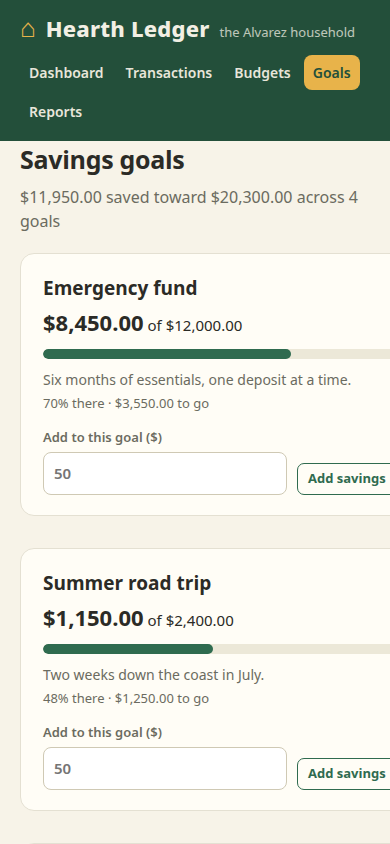 Hearth Ledger the Alvarez household
Dashboard Transactions Budgets Goals
Reports
Savings goals
$11,950.00 saved toward $20,300.00 across 4
goals
Emergency fund
$8,450.00 of $12,000.00
Six months of essentials, one deposit at a time.
70% there · $3,550.00 to go
Add to this goal ($)
50 Add savings
Summer road trip
$1,150.00 of $2,400.00
Two weeks down the coast in July.
48% there · $1,250.00 to go
Add to this goal ($)
50 Add savings